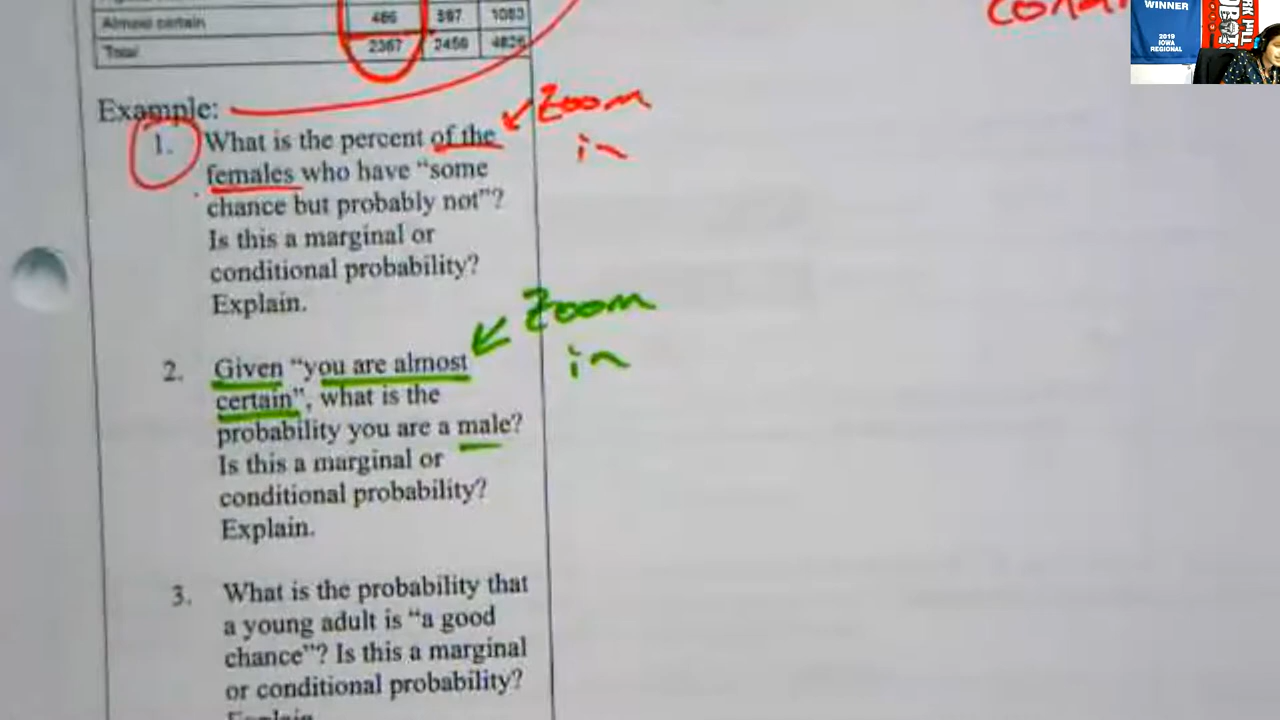 Almost certain 486 597 1083
Total 2367 2459 4826
WINNER
2019
IOWA
REGIONAL
Example:
Zoom
in
1. What is the percent of the
females who have “some
chance but probably not”?
Is this a marginal or
conditional probability?
Explain.
Zoom
in
2. Given “you are almost
certain”, what is the
probability you are a male?
Is this a marginal or
conditional probability?
Explain.
3. What is the probability that
a young adult is “a good
chance”? Is this a marginal
or conditional probability?
Explain